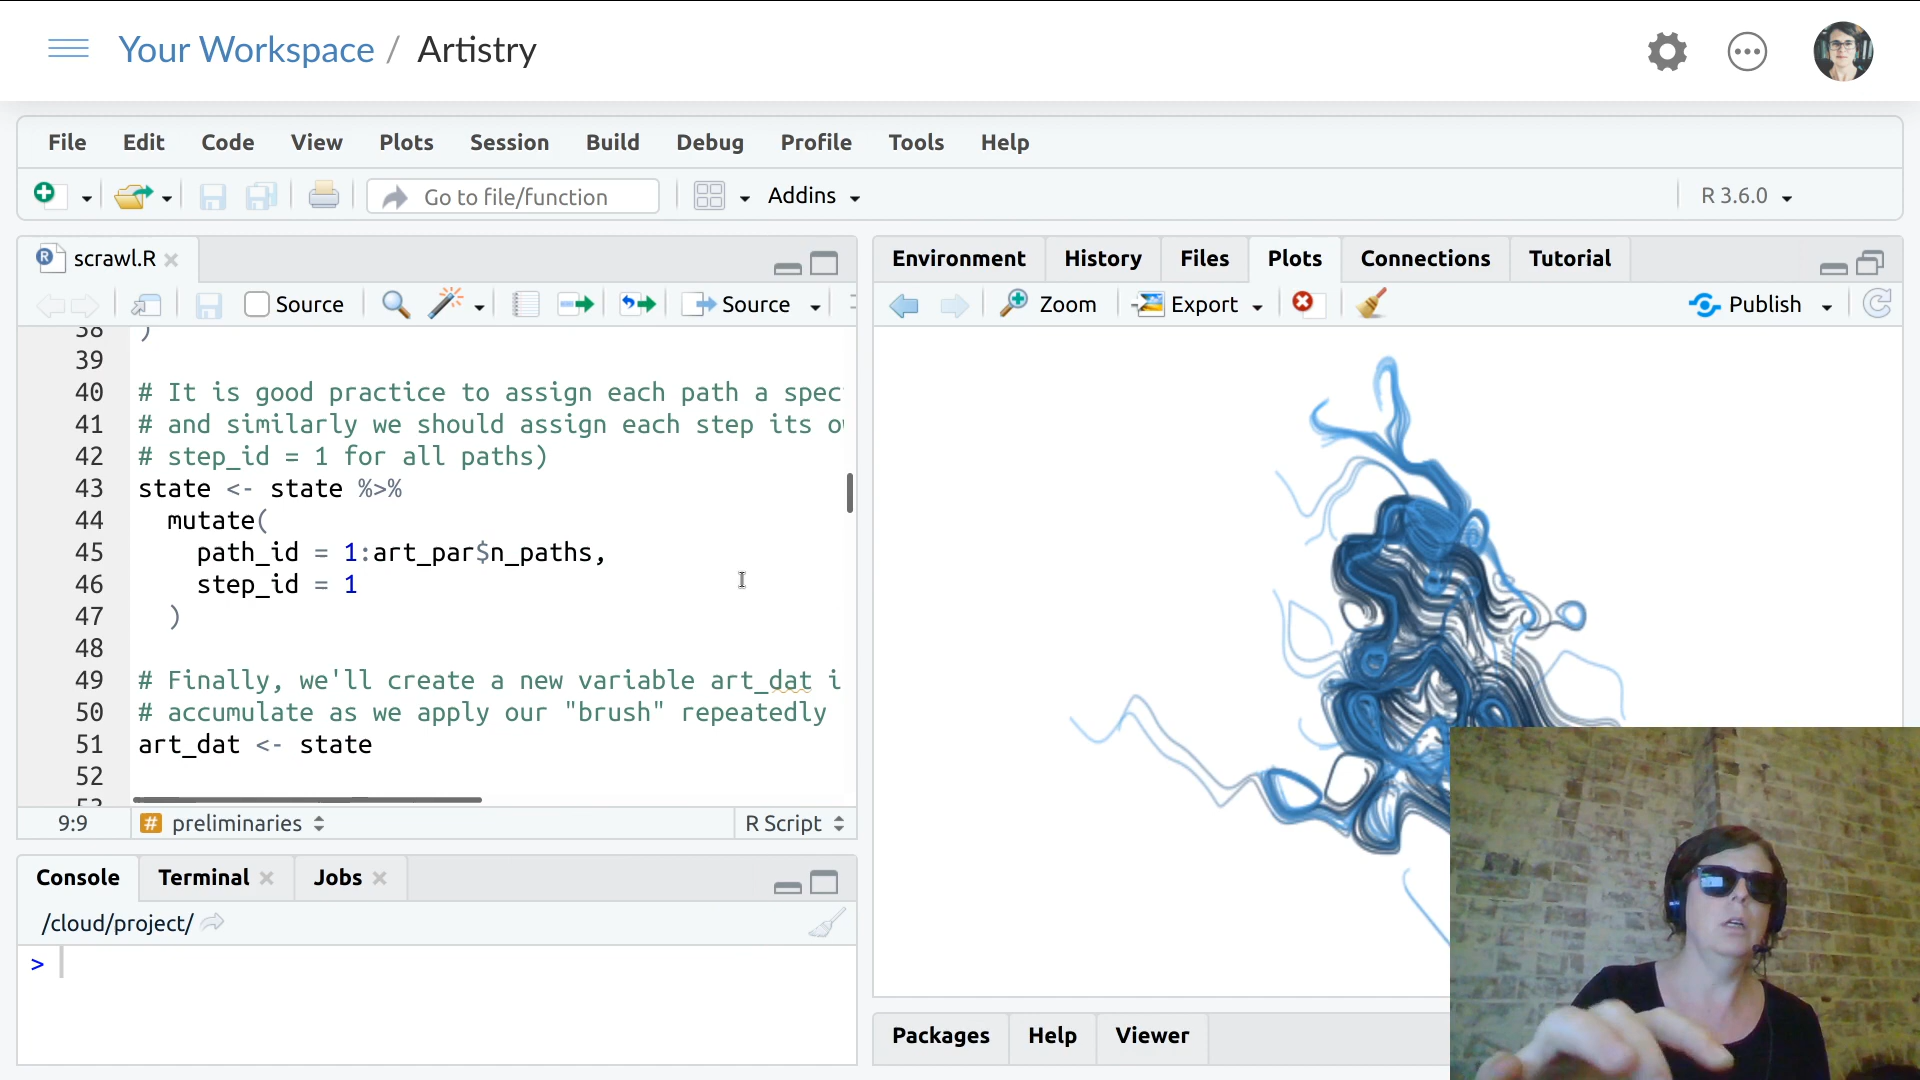 Your Workspace / Artistry
File Edit Code View Plots Session Build Debug Profile Tools Help
Go to file/function Addins R 3.6.0
scrawl.R
Source Source
38 )
39
40 # It is good practice to assign each path a spec
41 # and similarly we should assign each step its
42 # step_id = 1 for all paths)
43 state <- state %>%
44 mutate(
45 path_id = 1:art_par$n_paths,
46 step_id = 1
47 )
48
49 # Finally, we'll create a new variable art_dat i
50 # accumulate as we apply our "brush" repeatedly
51 art_dat <- state
52
53
9:9 # preliminaries R Script
Console Terminal Jobs
/cloud/project/
>
Environment History Files Plots Connections Tutorial
Zoom Export Publish
Packages Help Viewer